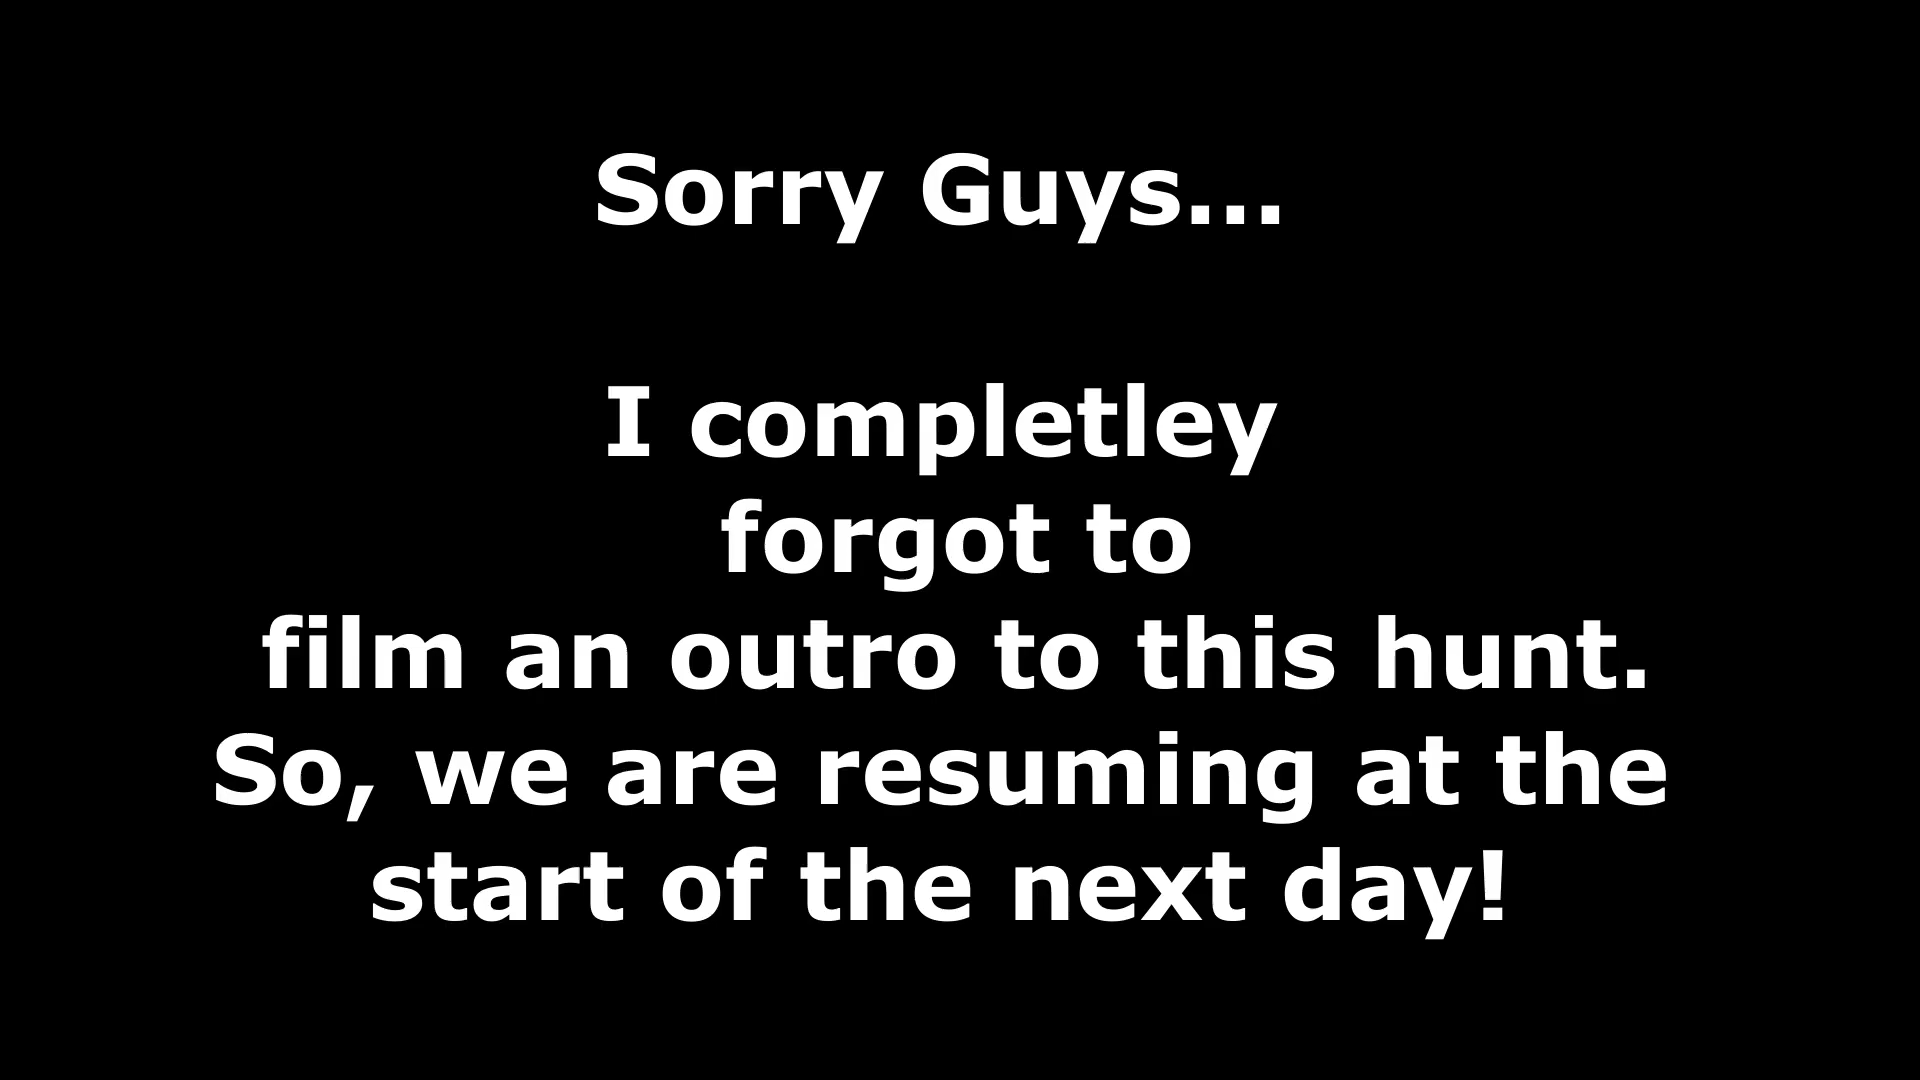 Sorry Guys...
I completley
forgot to
film an outro to this hunt.
So, we are resuming at the
start of the next day!